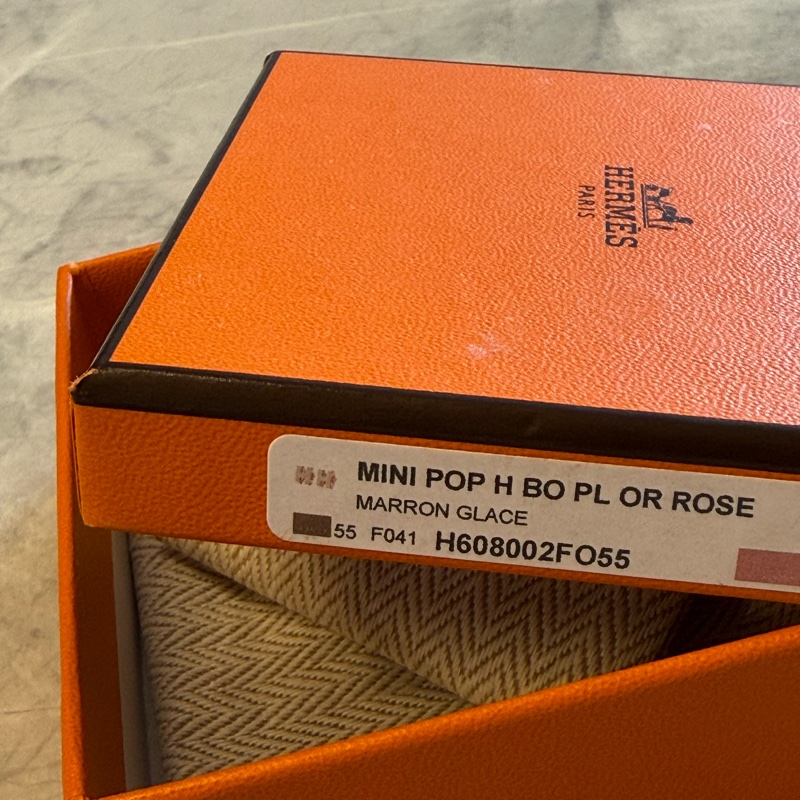 HERMÈS
PARIS
MINI POP H BO PL OR ROSE
MARRON GLACE
55 F041 H608002FO55